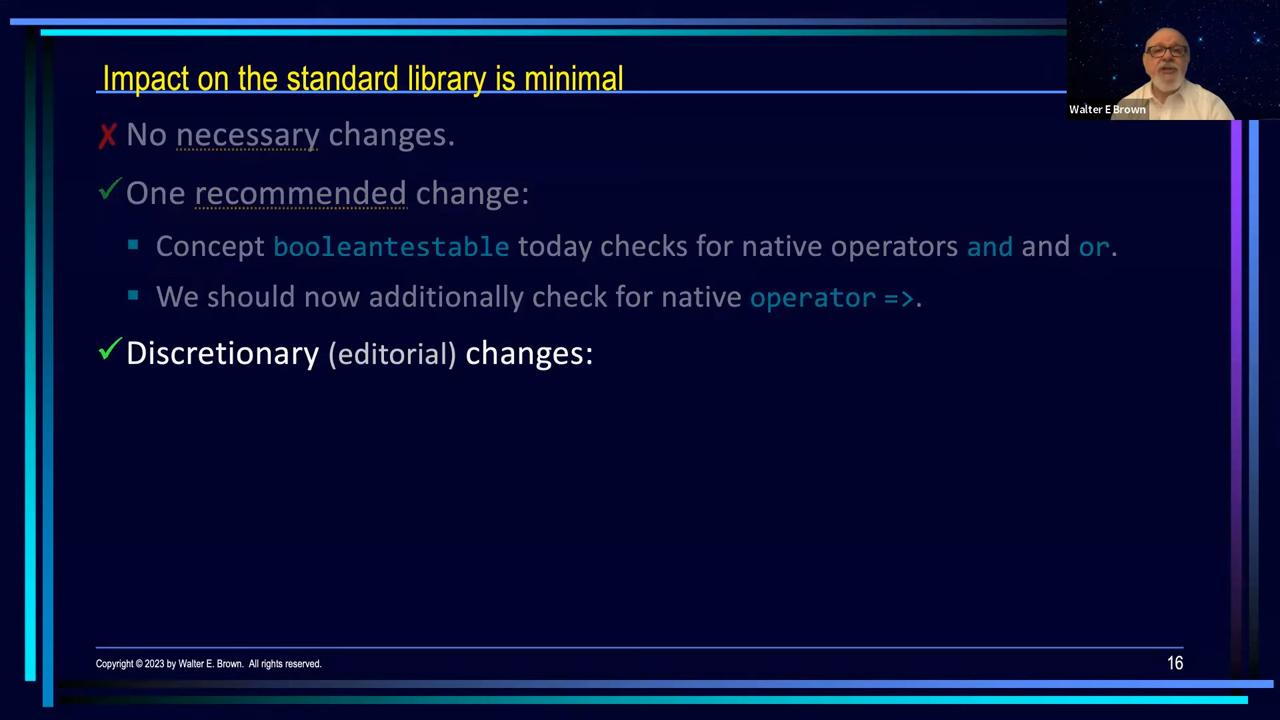 Impact on the standard library is minimal
Walter E Brown
✗ No necessary changes.
✓ One recommended change:
▪ Concept booleantestable today checks for native operators and and or.
▪ We should now additionally check for native operator =>.
✓ Discretionary (editorial) changes:
Copyright © 2023 by Walter E. Brown. All rights reserved.
16